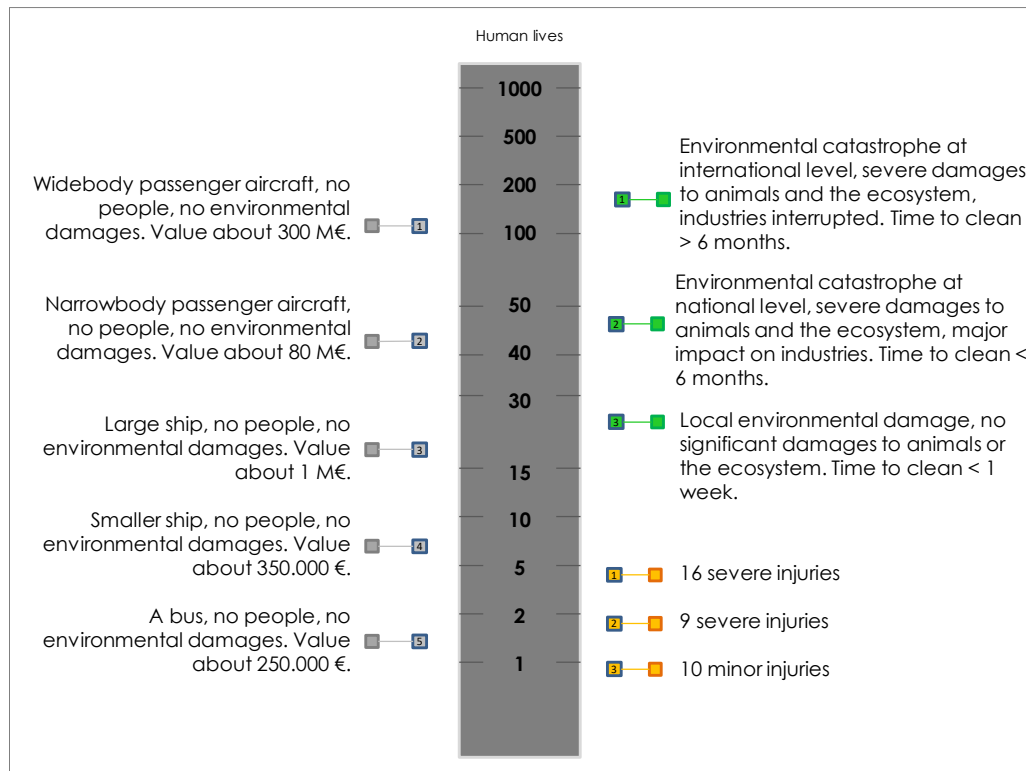 Human lives
1000
500
200
100
50
40
30
15
10
5
2
1
Widebody passenger aircraft, no
people, no environmental
damages. Value about 300 M€.
1
Narrowbody passenger aircraft,
no people, no environmental
damages. Value about 80 M€.
2
Large ship, no people, no
environmental damages. Value
about 1 M€.
3
Smaller ship, no people, no
environmental damages. Value
about 350.000 €.
4
A bus, no people, no
environmental damages. Value
about 250.000 €.
5
1
Environmental catastrophe at
international level, severe damages
to animals and the ecosystem,
industries interrupted. Time to clean
> 6 months.
2
Environmental catastrophe at
national level, severe damages to
animals and the ecosystem, major
impact on industries. Time to clean <
6 months.
3
Local environmental damage, no
significant damages to animals or
the ecosystem. Time to clean < 1
week.
1
16 severe injuries
2
9 severe injuries
3
10 minor injuries